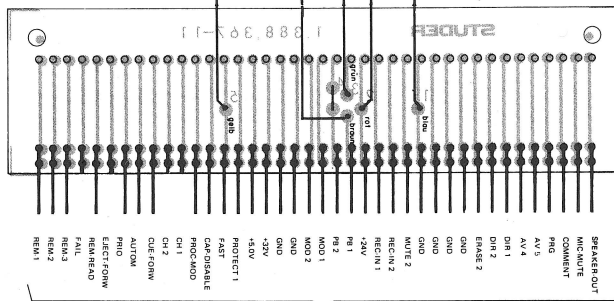 1.388.367-11
STUDER
grün
gelb
5
braun
3
rot
blau
1
REM-1
REM-2
REM-3
FAIL
REM-READ
EJECT-FORW
PRIO
AUTOM
CUE-FORW
CH 2
CH 1
PROC-MOD
CAP-DISABLE
FAST
PROTECT 1
+5.0V
+32V
GND
GND
MOD 2
MOD 1
PB 2
PB 1
+24V
REC-IN 1
REC-IN 2
MUTE 2
GND
GND
GND
GND
ERASE 2
DIR 2
DIR 1
AV 4
AV 5
PRG
COMMENT
MIC-MUTE
SPEAKER-OUT